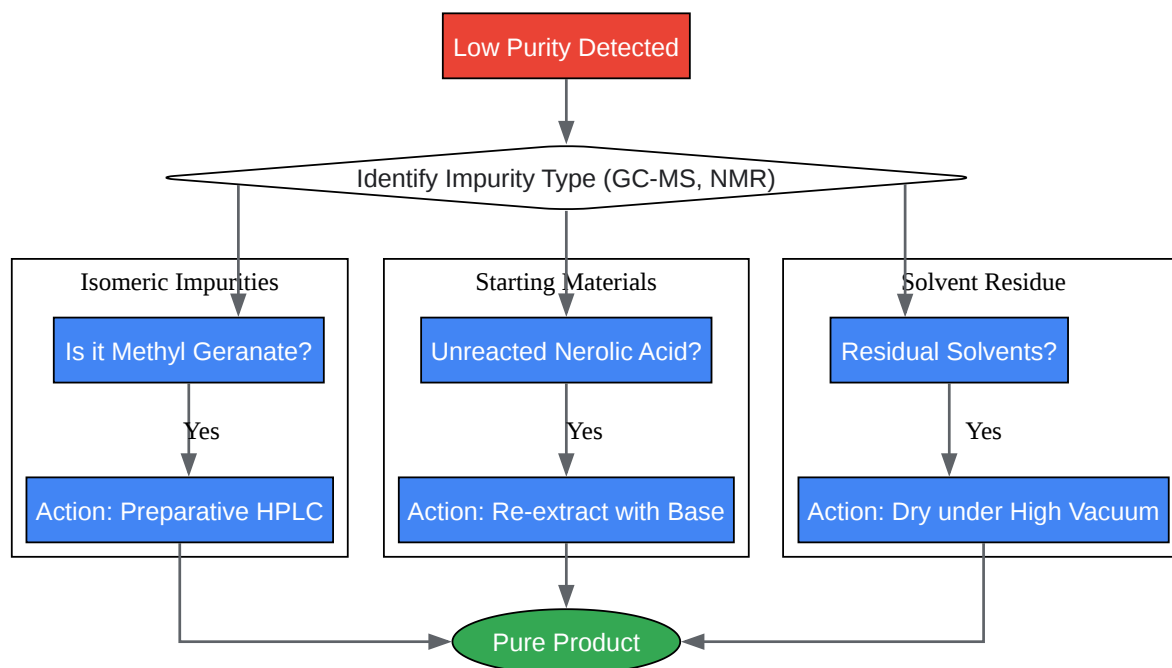 Low Purity Detected
Identify Impurity Type (GC-MS, NMR)
Isomeric Impurities
Starting Materials
Solvent Residue
Is it Methyl Geranate?
Unreacted Nerolic Acid?
Residual Solvents?
Yes
Yes
Yes
Action: Preparative HPLC
Action: Re-extract with Base
Action: Dry under High Vacuum
Pure Product